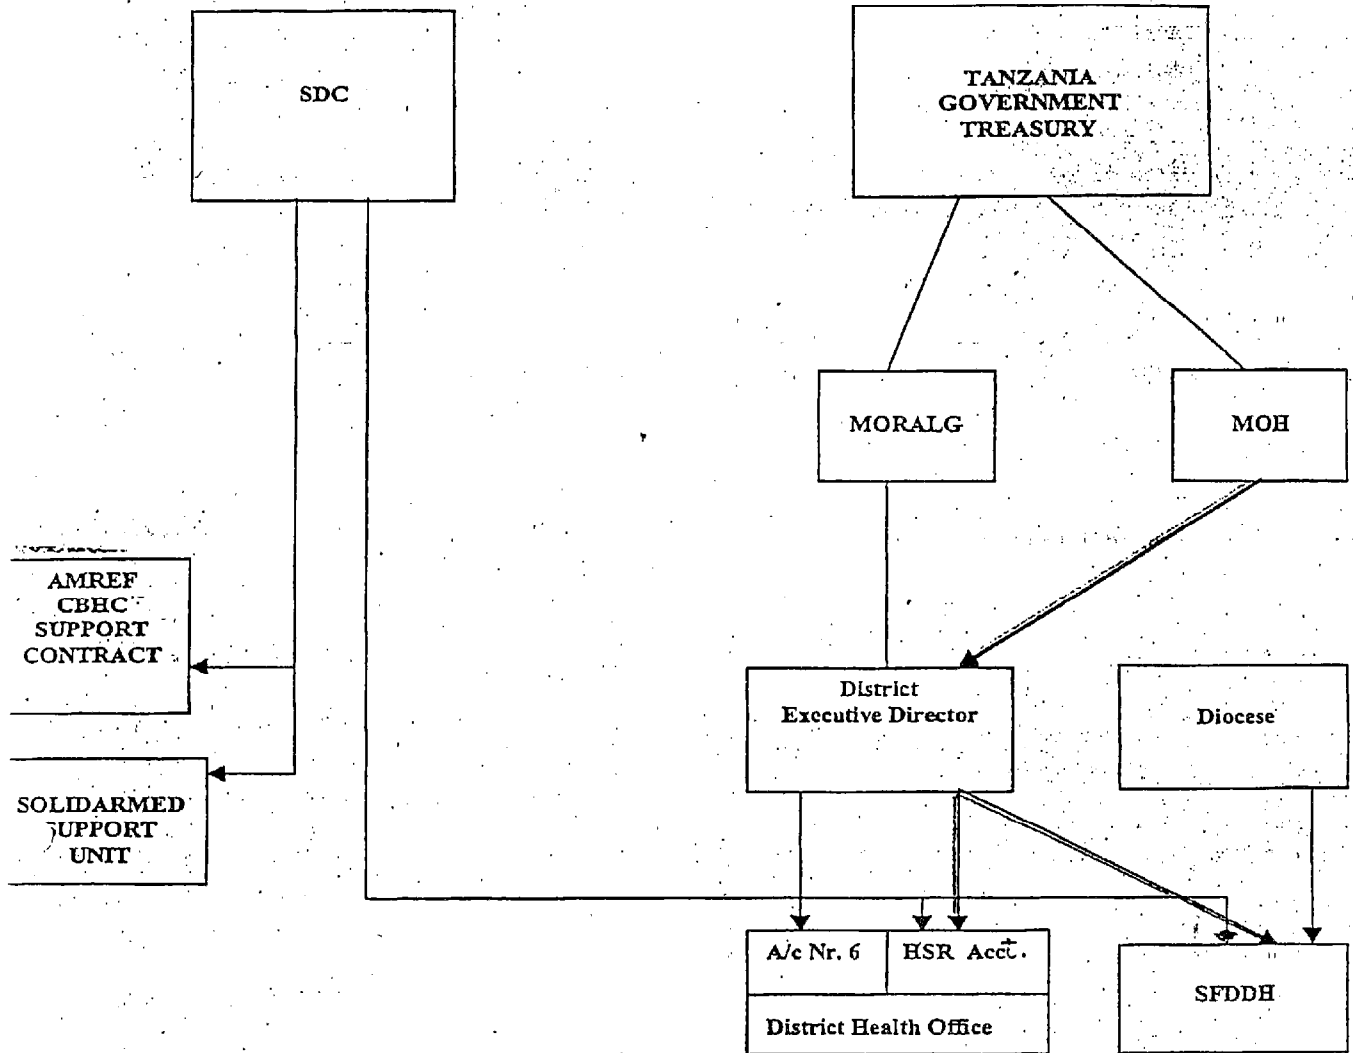 SDC
TANZANIA
GOVERNMENT
TREASURY
MORALG
MOH
AMREF
CBHC
SUPPORT
CONTRACT
District
Executive Director
Diocese
SOLIDARMED
SUPPORT
UNIT
A/c Nr. 6
HSR Acct.
SFDDH
District Health Office